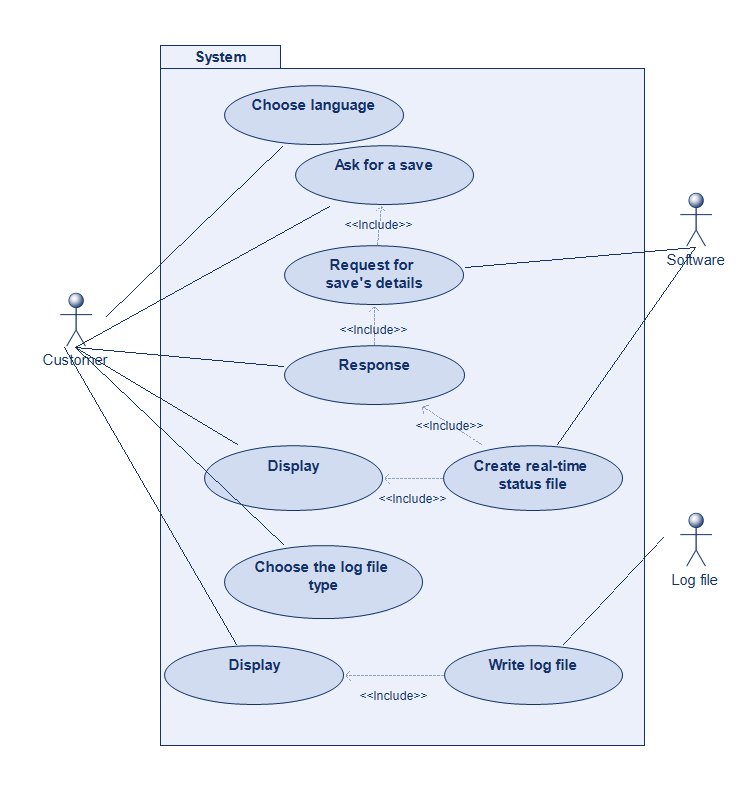 System
Choose language
Ask for a save
<<Include>>
Request for
save's details
Software
<<Include>>
Customer
Response
<<Include>>
Display
Create real-time
status file
<<Include>>
Choose the log file
type
Log file
Display
Write log file
<<Include>>